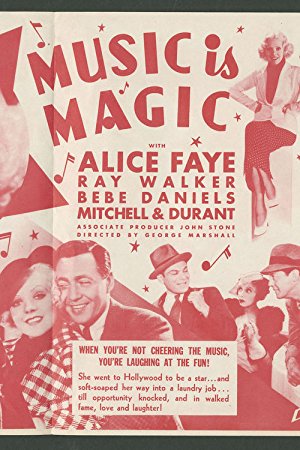 MUSIC is
MAGIC
WITH
ALICE FAYE
RAY WALKER
BEBE DANIELS
MITCHELL & DURANT
ASSOCIATE PRODUCER JOHN STONE
DIRECTED BY GEORGE MARSHALL
WHEN YOU'RE NOT CHEERING THE MUSIC,
YOU'RE LAUGHING AT THE FUN!
She went to Hollywood to be a star...and
soft-soaped her way into a laundry job...
till opportunity knocked, and in walked
fame, love and laughter!